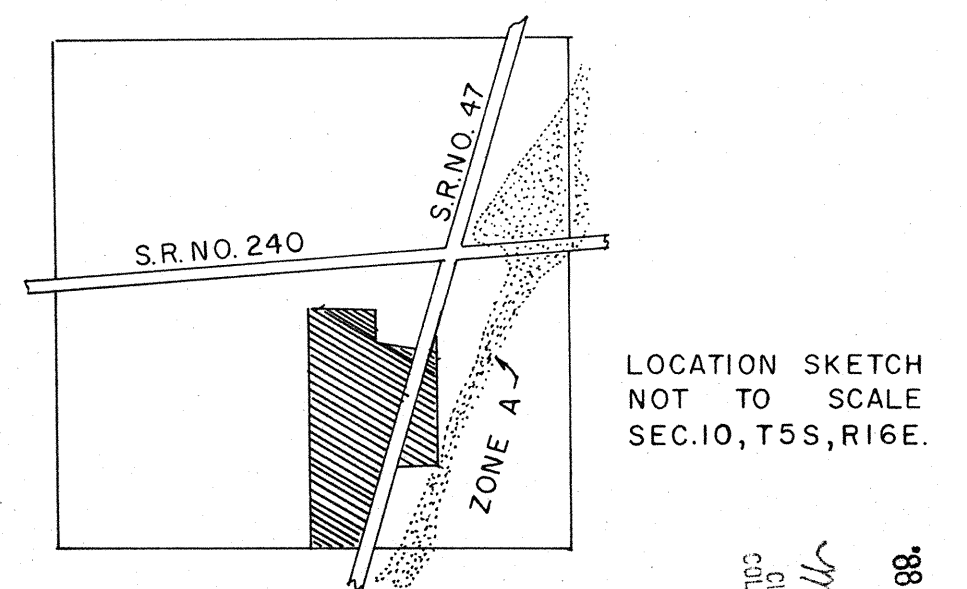 S.R. NO. 47
S.R. NO. 240
ZONE A
LOCATION SKETCH
NOT TO SCALE
SEC. 10, T5S, R16E.
88.